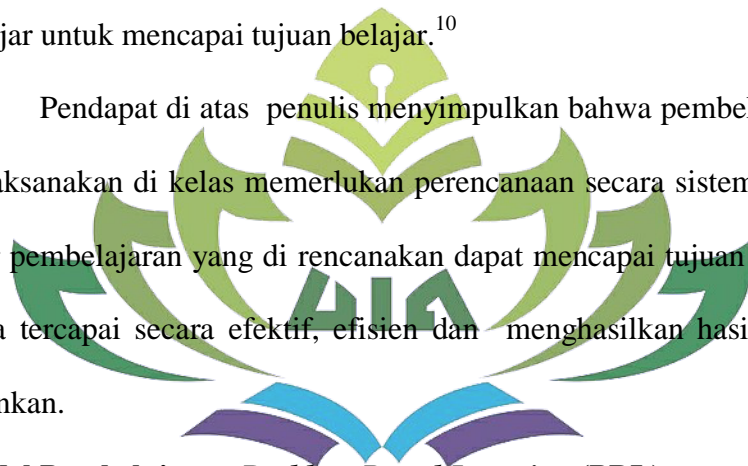 jar untuk mencapai tujuan belajar.10
Pendapat di atas penulis menyimpulkan bahwa pembel
aksanakan di kelas memerlukan perencanaan secara sistem
pembelajaran yang di rencanakan dapat mencapai tujuan
a tercapai secara efektif, efisien dan menghasilkan hasi
nkan.
UIN